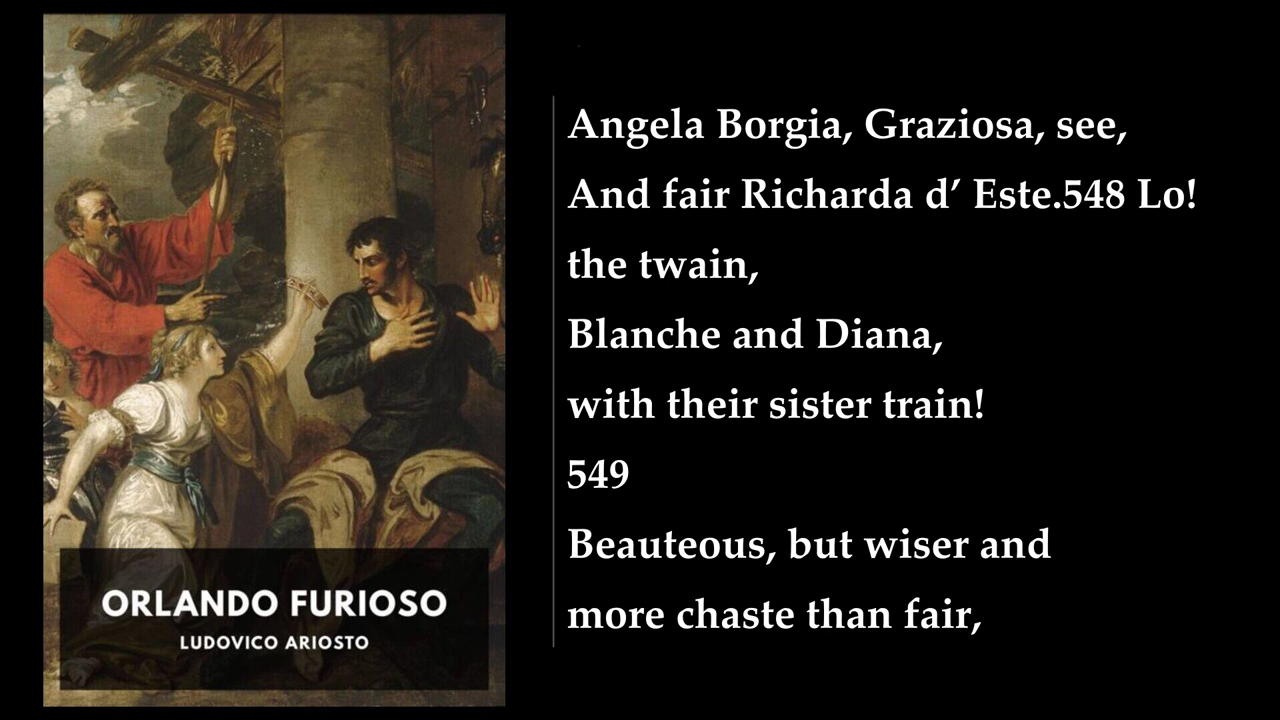 Angela Borgia, Graziosa, see,
And fair Richarda d’ Este.548 Lo!
the twain,
Blanche and Diana,
with their sister train!
549
Beauteous, but wiser and
more chaste than fair,
ORLANDO FURIOSO
LUDOVICO ARIOSTO